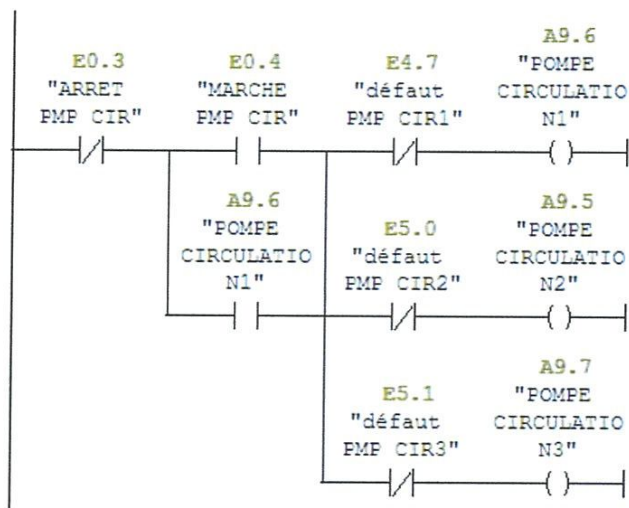 E0.3
"ARRET
PMP CIR"
E0.4
"MARCHE
PMP CIR"
E4.7
"défaut
PMP CIR1"
A9.6
"POMPE
CIRCULATIO
N1"
A9.6
"POMPE
CIRCULATIO
N1"
E5.0
"défaut
PMP CIR2"
A9.5
"POMPE
CIRCULATIO
N2"
E5.1
"défaut
PMP CIR3"
A9.7
"POMPE
CIRCULATIO
N3"